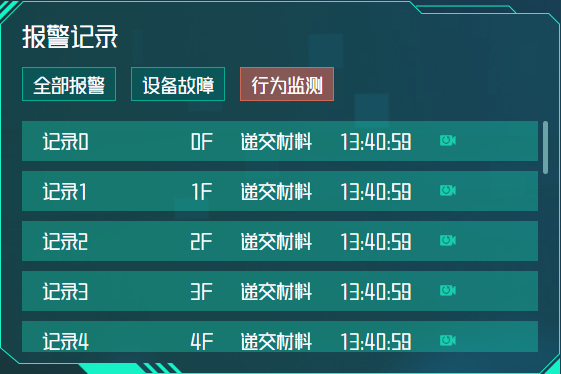 报警记录
全部报警 设备故障 行为监测
记录0 0F 递交材料 13:40:59
记录1 1F 递交材料 13:40:59
记录2 2F 递交材料 13:40:59
记录3 3F 递交材料 13:40:59
记录4 4F 递交材料 13:40:59